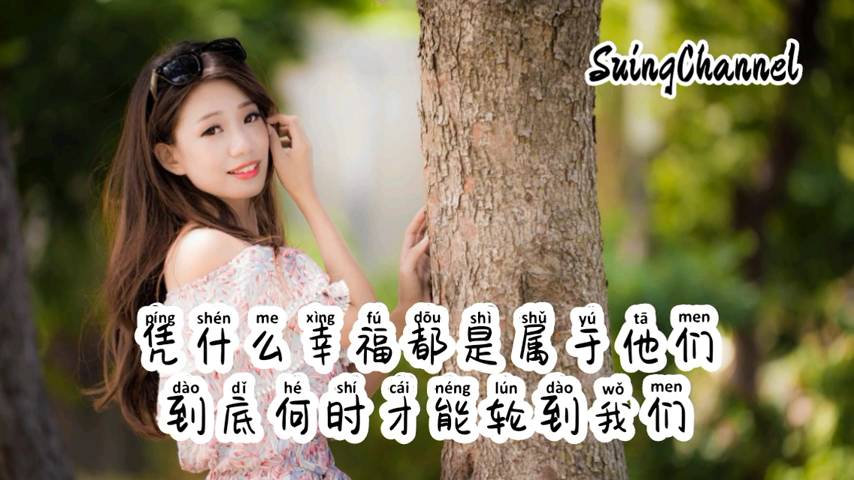 SuingChannel
píng shén me xìng fú dōu shì shǔ yú tā men
凭什么幸福都是属于他们
dào dǐ hé shí cái néng lún dào wǒ men
到底何时才能轮到我们